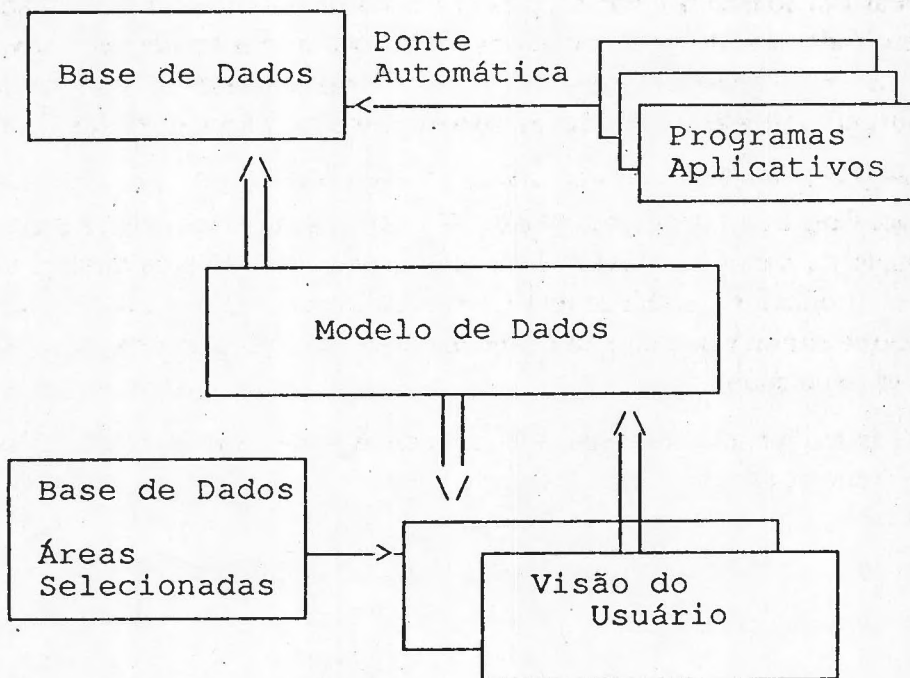 Base de Dados
Ponte
Automática
Programas
Aplicativos
Modelo de Dados
Base de Dados
Áreas
Selecionadas
Visão do
Usuário